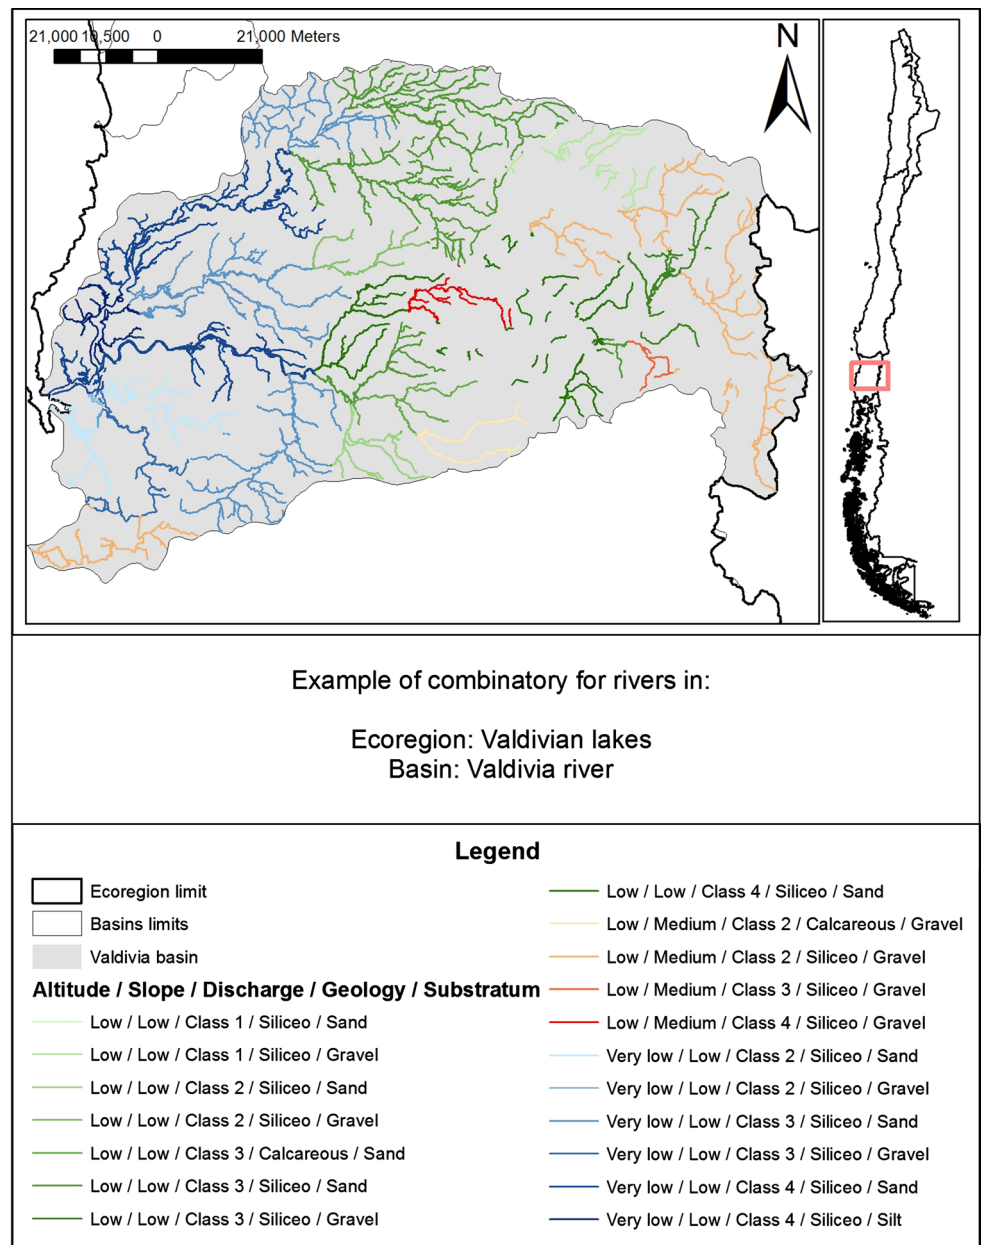 21,000 10,500 0 21,000 Meters
N
Example of combinatory for rivers in:
Ecoregion: Valdivian lakes
Basin: Valdivia river
Legend
Ecoregion limit
Basins limits
Valdivia basin
Altitude / Slope / Discharge / Geology / Substratum
Low / Low / Class 1 / Siliceo / Sand
Low / Low / Class 1 / Siliceo / Gravel
Low / Low / Class 2 / Siliceo / Sand
Low / Low / Class 2 / Siliceo / Gravel
Low / Low / Class 3 / Calcareous / Sand
Low / Low / Class 3 / Siliceo / Sand
Low / Low / Class 3 / Siliceo / Gravel
Low / Low / Class 4 / Siliceo / Sand
Low / Medium / Class 2 / Calcareous / Gravel
Low / Medium / Class 2 / Siliceo / Gravel
Low / Medium / Class 3 / Siliceo / Gravel
Low / Medium / Class 4 / Siliceo / Gravel
Very low / Low / Class 2 / Siliceo / Sand
Very low / Low / Class 2 / Siliceo / Gravel
Very low / Low / Class 3 / Siliceo / Sand
Very low / Low / Class 3 / Siliceo / Gravel
Very low / Low / Class 4 / Siliceo / Sand
Very low / Low / Class 4 / Siliceo / Silt